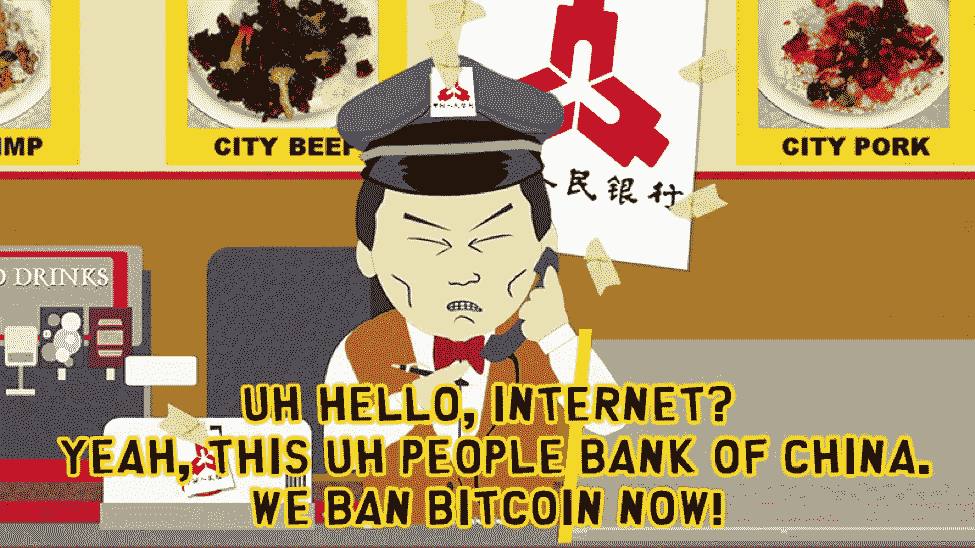 IMP
CITY BEEF
CITY PORK
人民银行
D DRINKS
UH HELLO, INTERNET?
YEAH, THIS UH PEOPLE BANK OF CHINA.
WE BAN BITCOIN NOW!